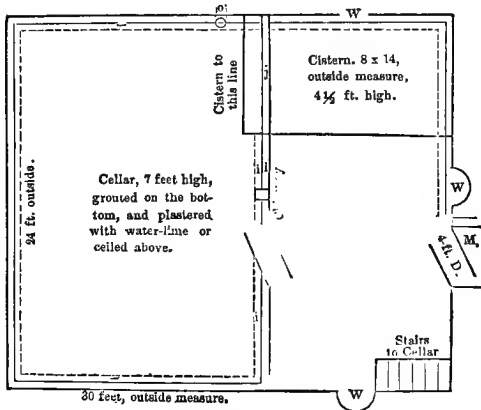 W
Cistern to
this line
Cistern. 8 x 14,
outside measure,
4½ ft. high.
24 ft. outside.
Cellar, 7 feet high,
grouted on the bot-
tom, and plastered
with water-lime or
ceiled above.
W
M.
4-ft. D.
Stairs
to Cellar
30 feet, outside measure.
W